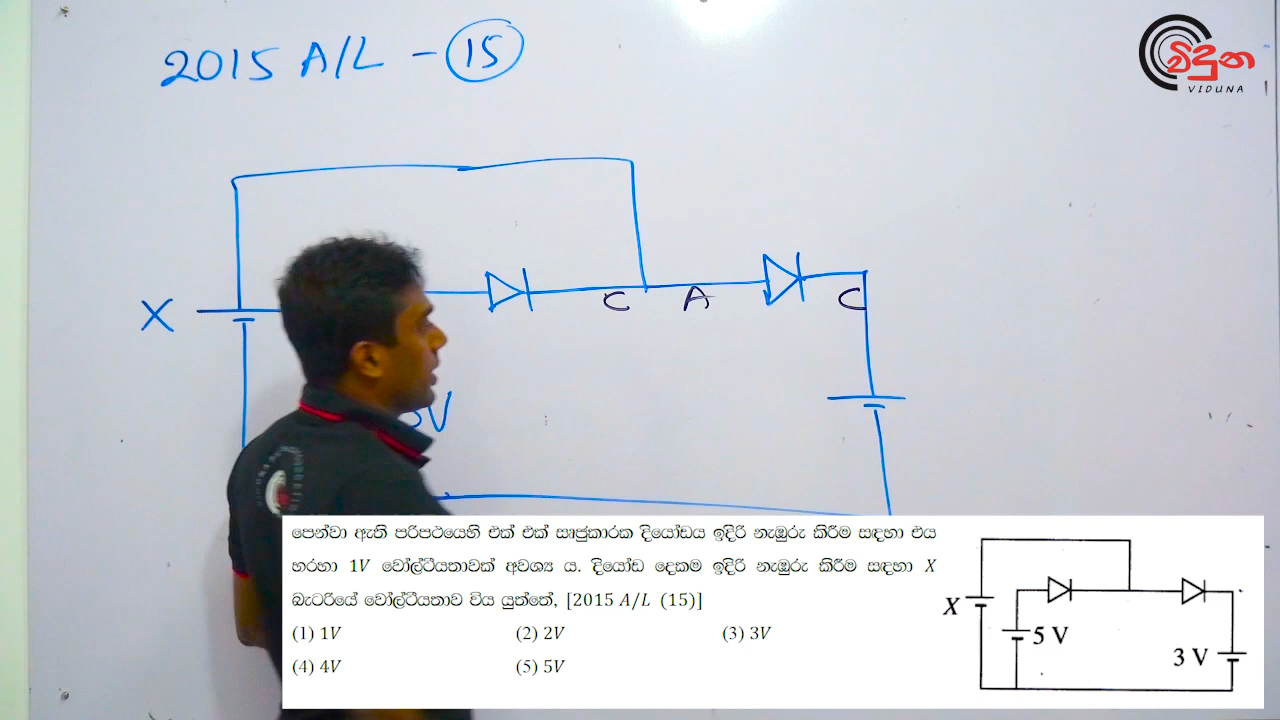 2015 A/L - 15
විදුන
VIDUNA
X
C A C
V
පෙන්වා ඇති පරිපථයෙහි එක් එක් සෘජුකාරක දියෝඩය ඉදිරි නැඹුරු කිරීම සඳහා එය
හරහා 1V වෝල්ටීයතාවක් අවශ්‍ය ය. දියෝඩ දෙකම ඉදිරි නැඹුරු කිරීම සඳහා X
බැටරියේ වෝල්ටීයතාව විය යුත්තේ, [2015 A/L (15)]
(1) 1V (2) 2V (3) 3V
(4) 4V (5) 5V
X
5 V
3 V